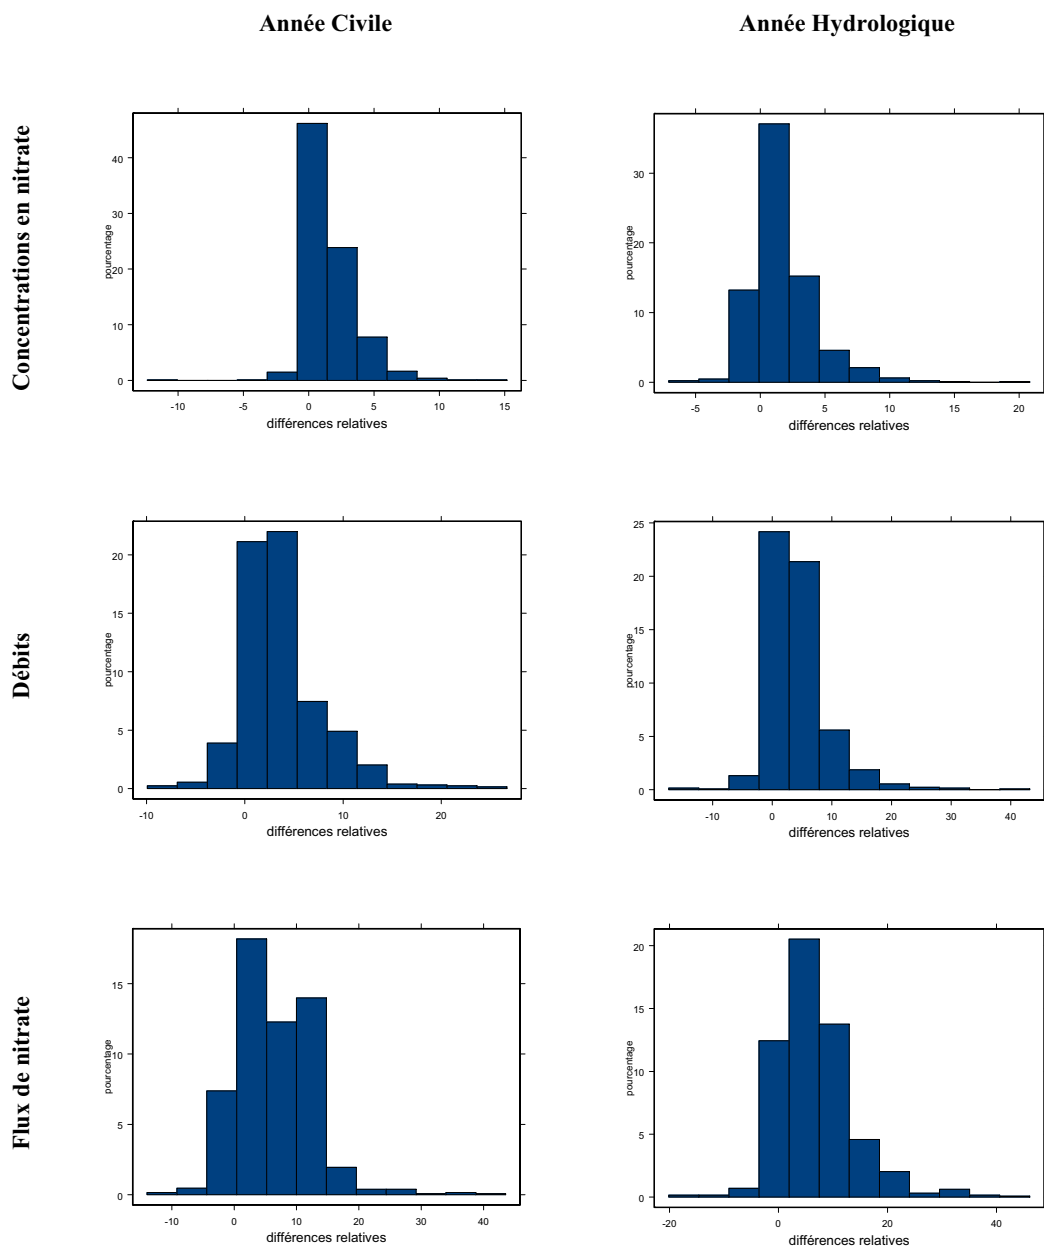 Année Civile
Année Hydrologique
Concentrations en nitrate
40
30
20
10
0
pourcentage
-10 -5 0 5 10 15
différences relatives
30
20
10
0
pourcentage
-5 0 5 10 15 20
différences relatives
Débits
20
15
10
5
0
pourcentage
-10 0 10 20
différences relatives
25
20
15
10
5
0
pourcentage
-10 0 10 20 30 40
différences relatives
Flux de nitrate
15
10
5
0
pourcentage
-10 0 10 20 30 40
différences relatives
20
15
10
5
0
pourcentage
-20 0 20 40
différences relatives